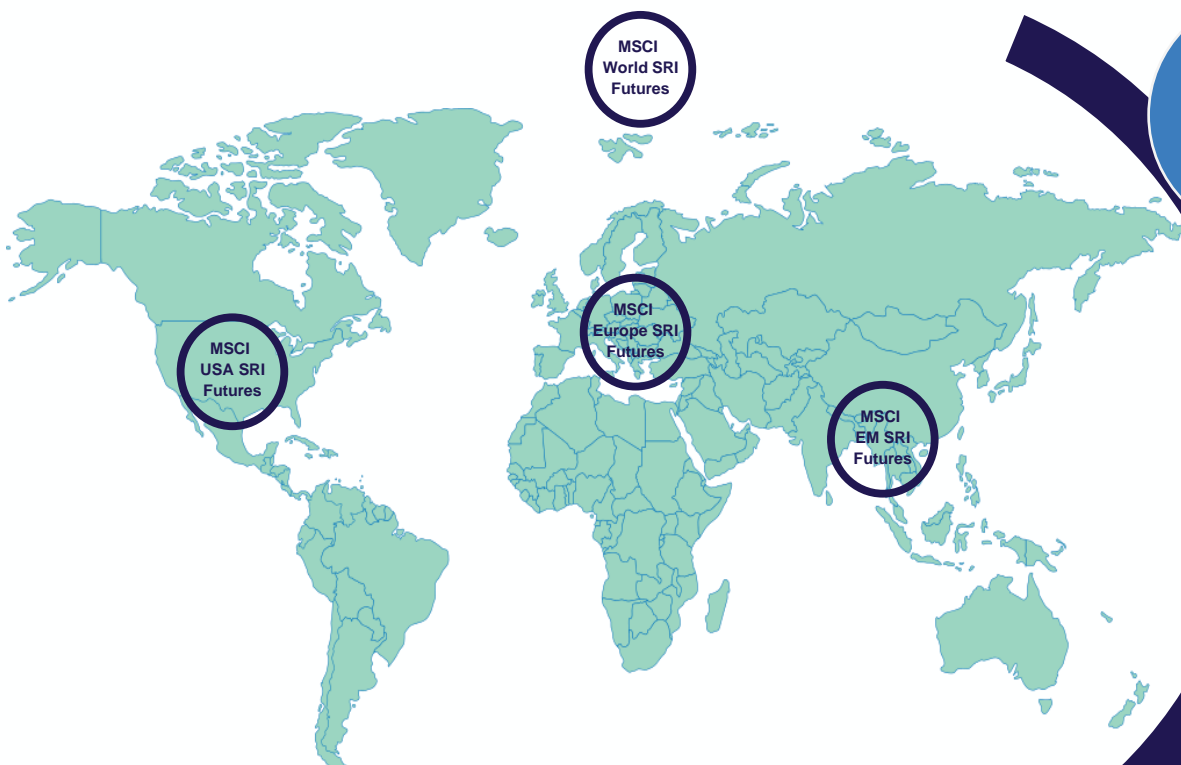 MSCI
World SRI
Futures
MSCI
Europe SRI
Futures
MSCI
USA SRI
Futures
MSCI
EM SRI
Futures